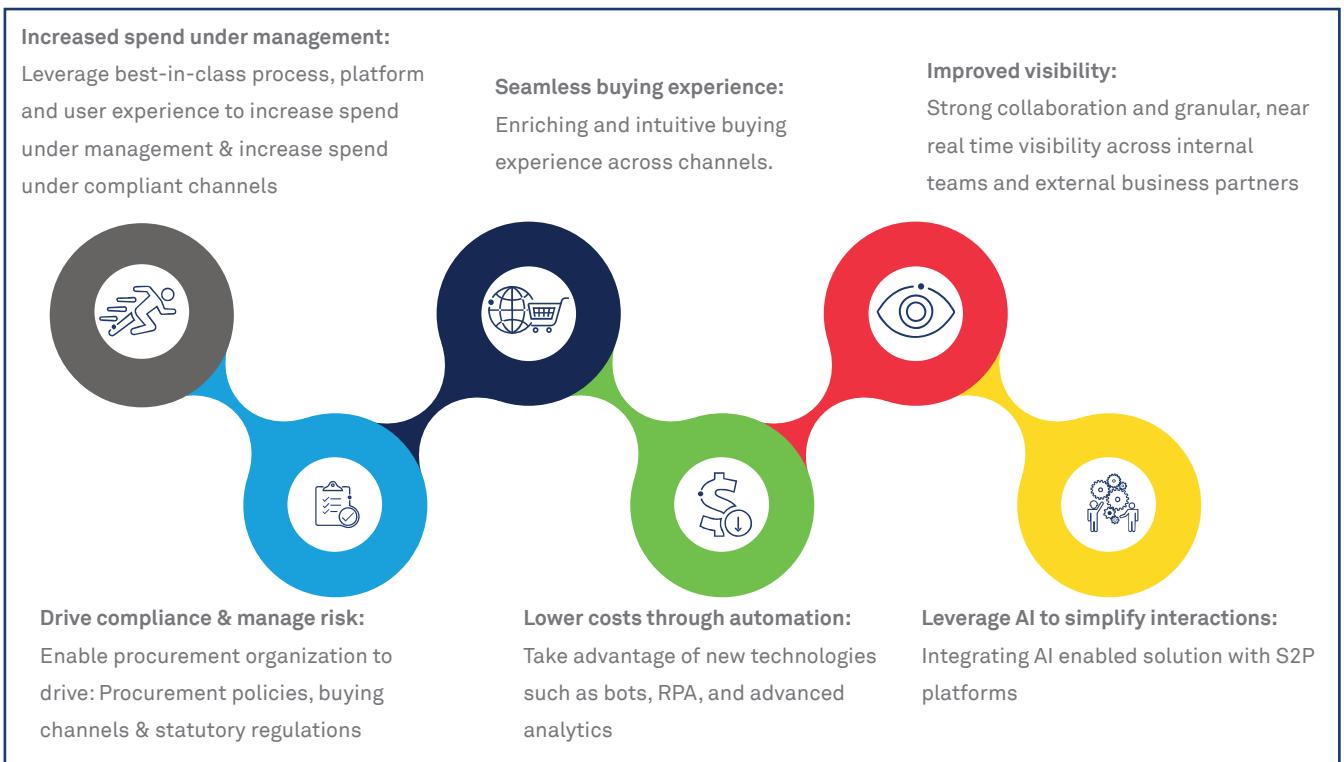 Increased spend under management:
Leverage best-in-class process, platform
and user experience to increase spend
under management & increase spend
under compliant channels
Seamless buying experience:
Enriching and intuitive buying
experience across channels.
Improved visibility:
Strong collaboration and granular, near
real time visibility across internal
teams and external business partners
Drive compliance & manage risk:
Enable procurement organization to
drive: Procurement policies, buying
channels & statutory regulations
Lower costs through automation:
Take advantage of new technologies
such as bots, RPA, and advanced
analytics
Leverage AI to simplify interactions:
Integrating AI enabled solution with S2P
platforms